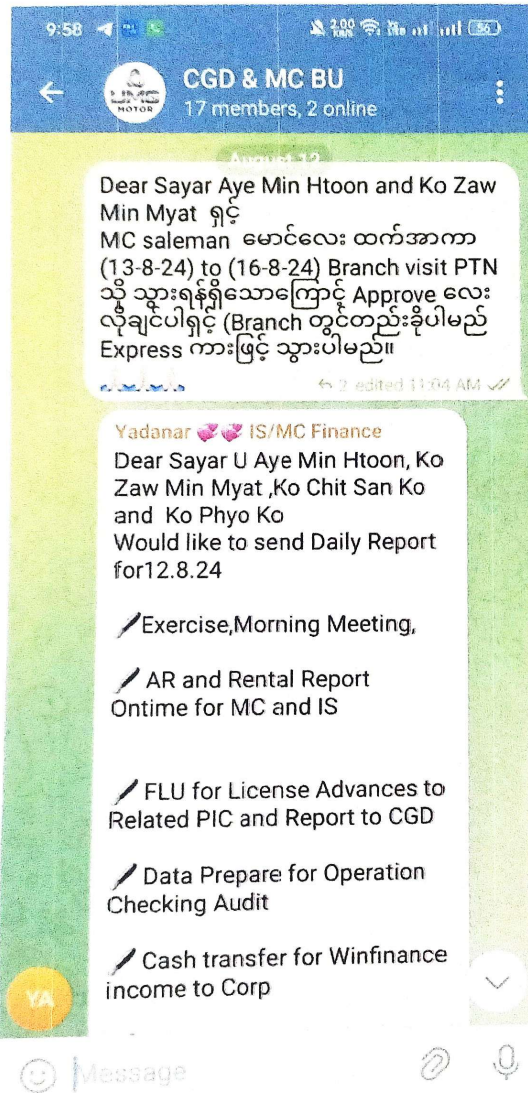 9:58
2.00
KB/S
56
UMG
MOTOR
CGD & MC BU
17 members, 2 online
August 12
Dear Sayar Aye Min Htoon and Ko Zaw
Min Myat ရှင့်
MC saleman မောင်လေး ထက်အာကာ
(13-8-24) to (16-8-24) Branch visit PTN
သို့ သွားရန်ရှိသောကြောင့် Approve လေး
လိုချင်ပါရှင့် (Branch တွင်တည်းခိုပါမည်
Express ကားဖြင့် သွားပါမည်။
2 edited 11:04 AM
Yadanar 💞💞 IS/MC Finance
Dear Sayar U Aye Min Htoon, Ko
Zaw Min Myat ,Ko Chit San Ko
and Ko Phyo Ko
Would like to send Daily Report
for12.8.24
Exercise,Morning Meeting,
AR and Rental Report
Ontime for MC and IS
FLU for License Advances to
Related PIC and Report to CGD
Data Prepare for Operation
Checking Audit
Cash transfer for Winfinance
income to Corp
YA
Message